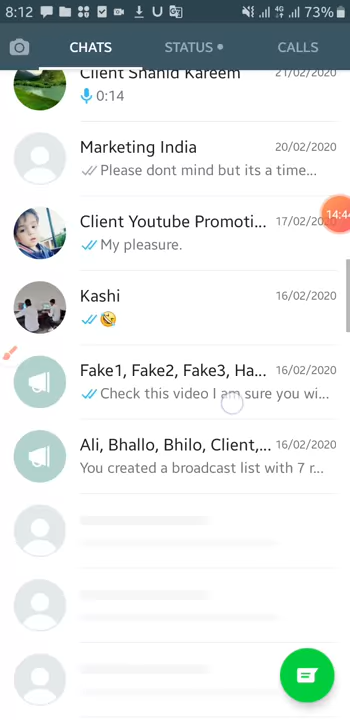 8:12
4G
73%
CHATS
STATUS
CALLS
Client Shahid Kareem
21/02/2020
0:14
Marketing India
20/02/2020
Please dont mind but its a time...
Client Youtube Promoti...
17/02/20
14:44
My pleasure.
Kashi
16/02/2020
Fake1, Fake2, Fake3, Ha...
16/02/2020
Check this video I am sure you wi...
Ali, Bhallo, Bhilo, Client,...
16/02/2020
You created a broadcast list with 7 r...